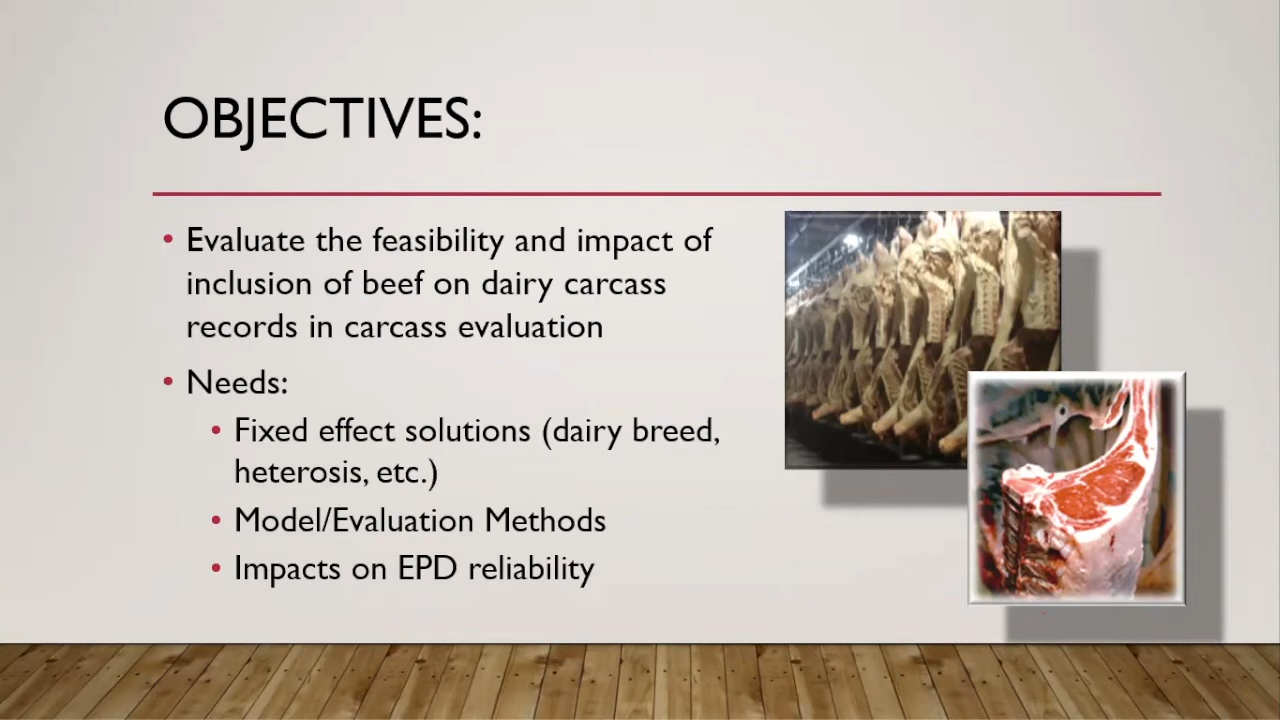 OBJECTIVES:
• Evaluate the feasibility and impact of
inclusion of beef on dairy carcass
records in carcass evaluation
• Needs:
• Fixed effect solutions (dairy breed,
heterosis, etc.)
• Model/Evaluation Methods
• Impacts on EPD reliability